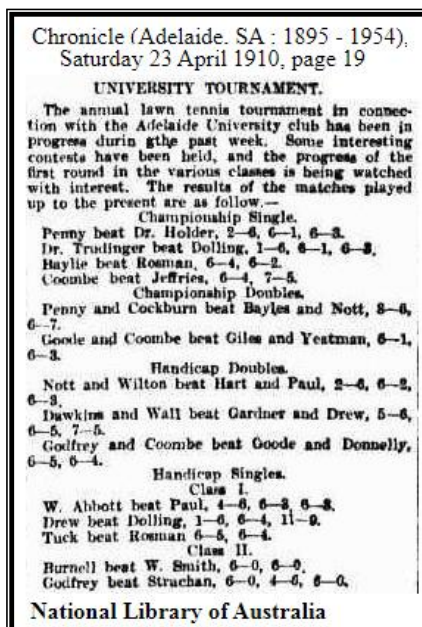 Chronicle (Adelaide, SA : 1895 - 1954),
Saturday 23 April 1910, page 19
UNIVERSITY TOURNAMENT.
The annual lawn tennis tournament in connec-
tion with the Adelaide University club has been in
progress durin gthe past week. Some interesting
contests have been held, and the progress of the
first round in the various classes is being watched
with interest. The results of the matches played
up to the present are as follow.—
Championship Single.
Penny beat Dr. Holder, 2—6, 6—1, 6—3.
Dr. Trudinger beat Dolling, 1—6, 6—1, 6—3.
Haylie beat Rosman, 6—4, 6—2.
Coombe beat Jeffries, 6—4, 7—5.
Championship Doubles.
Penny and Cockburn beat Bayles and Nott, 8—6,
6—7.
Goode and Coombe beat Giles and Yeatman, 6—1,
6—3.
Handicap Doubles.
Nott and Wilton beat Hart and Paul, 2—6, 6—2,
6—3.
Dawkins and Wall beat Gardner and Drew, 5—6,
6—5, 7—5.
Godfrey and Coombe beat Goode and Donnelly,
6—5, 6—4.
Handicap Singles.
Class I.
W. Abbott beat Paul, 4—6, 6—3, 6—3.
Drew beat Dolling, 1—6, 6—4, 11—9.
Tuck beat Rosman 6—5, 6—4.
Class II.
Burnell beat W. Smith, 6—0, 6—0.
Godfrey beat Strachan, 6—0, 4—6, 6—0.
National Library of Australia